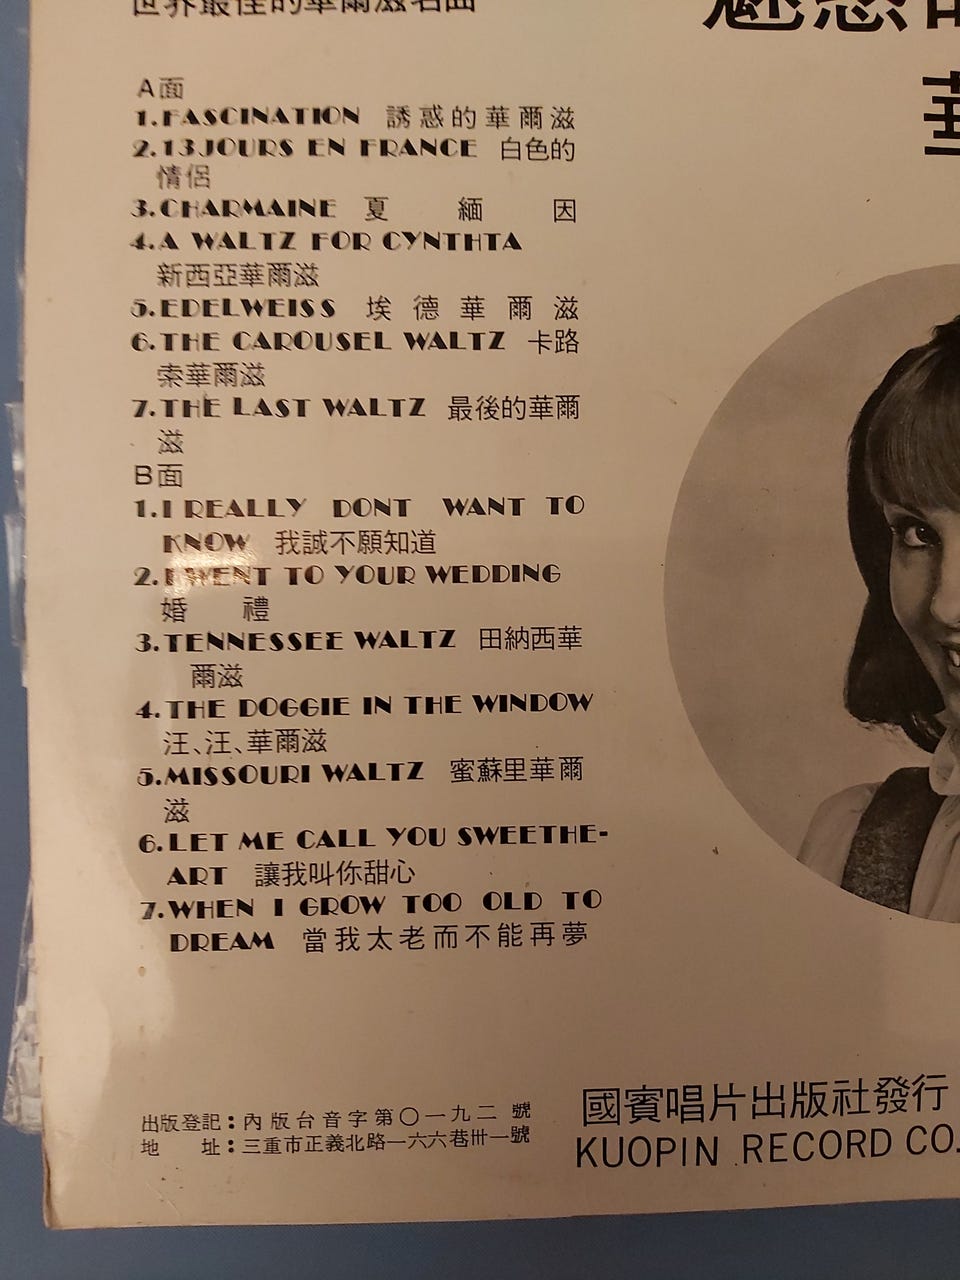 世界最佳的華爾滋名曲
魅惑的
華
A面
1.FASCINATION 誘惑的華爾滋
2.13JOURS EN FRANCE 白色的
情侶
3.CHARMAINE 夏緬因
4.A WALTZ FOR CYNTHTA
新西亞華爾滋
5.EDELWEISS 埃德華爾滋
6.THE CAROUSEL WALTZ 卡路
索華爾滋
7.THE LAST WALTZ 最後的華爾
滋
B面
1.I REALLY DONT WANT TO
KNOW 我誠不願知道
2.I WENT TO YOUR WEDDING
婚禮
3.TENNESSEE WALTZ 田納西華
爾滋
4.THE DOGGIE IN THE WINDOW
汪、汪、華爾滋
5.MISSOURI WALTZ 蜜蘇里華爾
滋
6.LET ME CALL YOU SWEETHE-
ART 讓我叫你甜心
7.WHEN I GROW TOO OLD TO
DREAM 當我太老而不能再夢
出版登記：內版台音字第〇一九二號
地址：三重市正義北路一六六巷卅一號
國賓唱片出版社發行
KUOPIN RECORD CO.